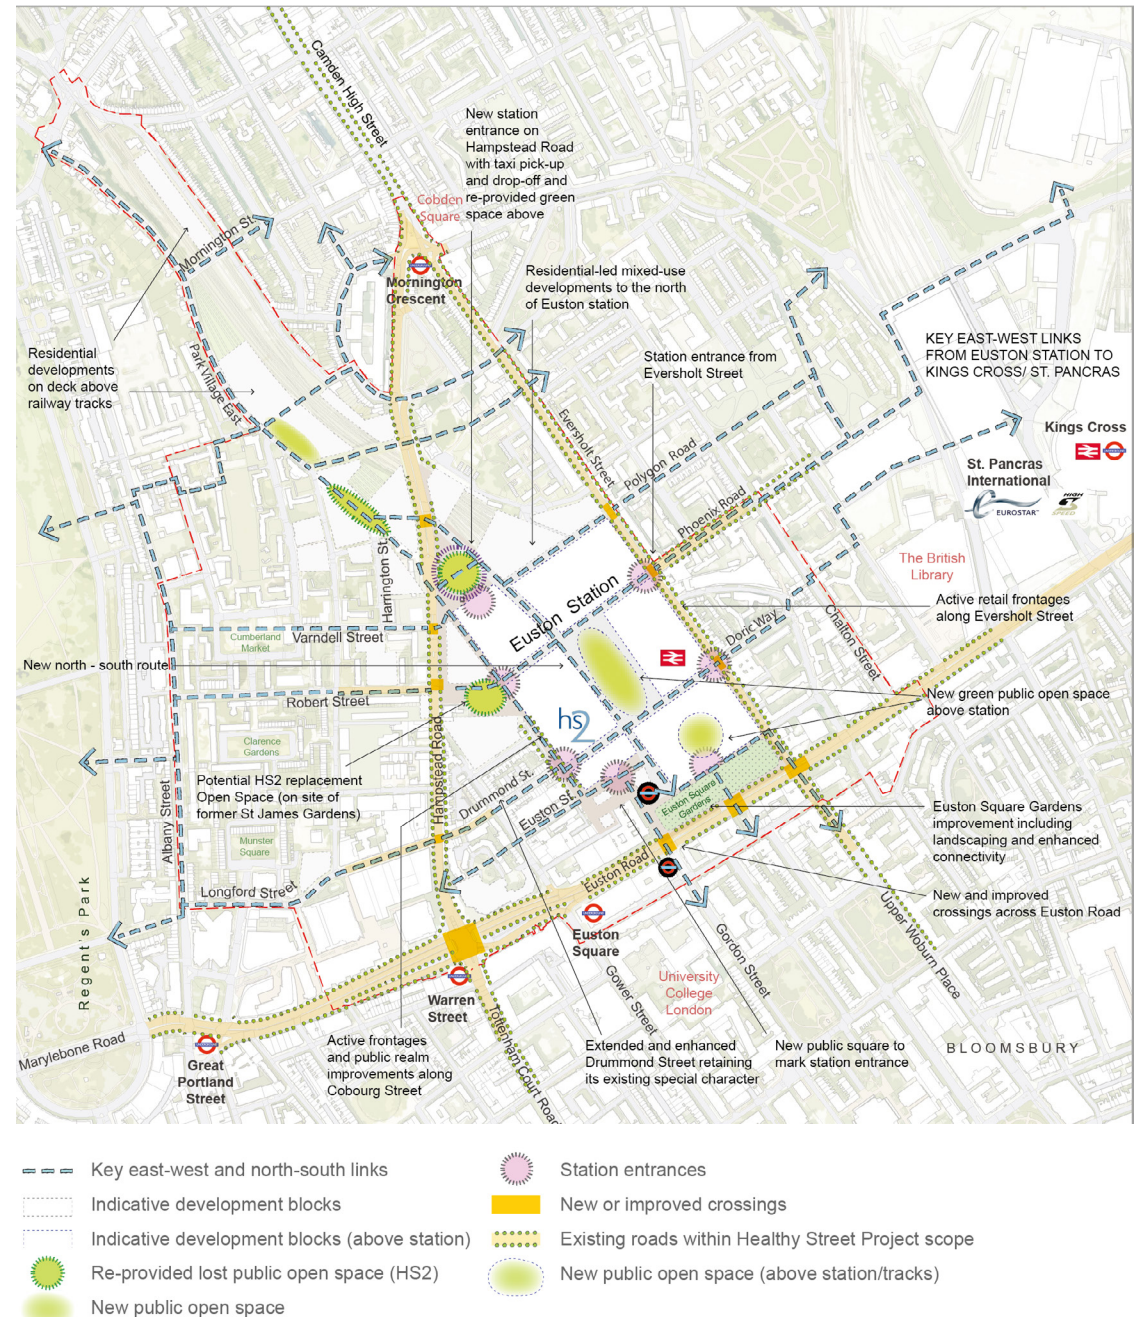 Camden High Street
New station
entrance on
Hampstead Road
with taxi pick-up
and drop-off and
re-provided green
space above
Cobden
Square
Mornington St.
Mornington
Crescent
Residential-led mixed-use
developments to the north
of Euston station
KEY EAST-WEST LINKS
FROM EUSTON STATION TO
KINGS CROSS/ ST. PANCRAS
Residential
developments
on deck above
railway tracks
Park Village East
Station entrance from
Eversholt Street
Eversholt Street
Polygon Road
Kings Cross
St. Pancras
International
EUROSTAR™
HIGH
SPEED
Phoenix Road
Harrington St.
The British
Library
Euston Station
Active retail frontages
along Eversholt Street
Cumberland
Market
Varndell Street
Doric Way
Chalton Street
New north - south route
Robert Street
New green public open space
above station
hs2
Clarence
Gardens
Hampstead Road
Potential HS2 replacement
Open Space (on site of
former St James Gardens)
Drummond St.
Euston St.
Euston Square
Gardens
Euston Square Gardens
improvement including
landscaping and enhanced
connectivity
Albany Street
Munster
Square
Longford Street
Euston Road
New and improved
crossings across Euston Road
Regent's Park
Euston
Square
Upper Woburn Place
Gordon Street
Gower Street
University
College
London
Warren
Street
Tottenham Court Road
Marylebone Road
Great
Portland
Street
Active frontages
and public realm
improvements along
Cobourg Street
Extended and enhanced
Drummond Street retaining
its existing special character
New public square to
mark station entrance
BLOOMSBURY
Key east-west and north-south links
Indicative development blocks
Indicative development blocks (above station)
Re-provided lost public open space (HS2)
New public open space
Station entrances
New or improved crossings
Existing roads within Healthy Street Project scope
New public open space (above station/tracks)